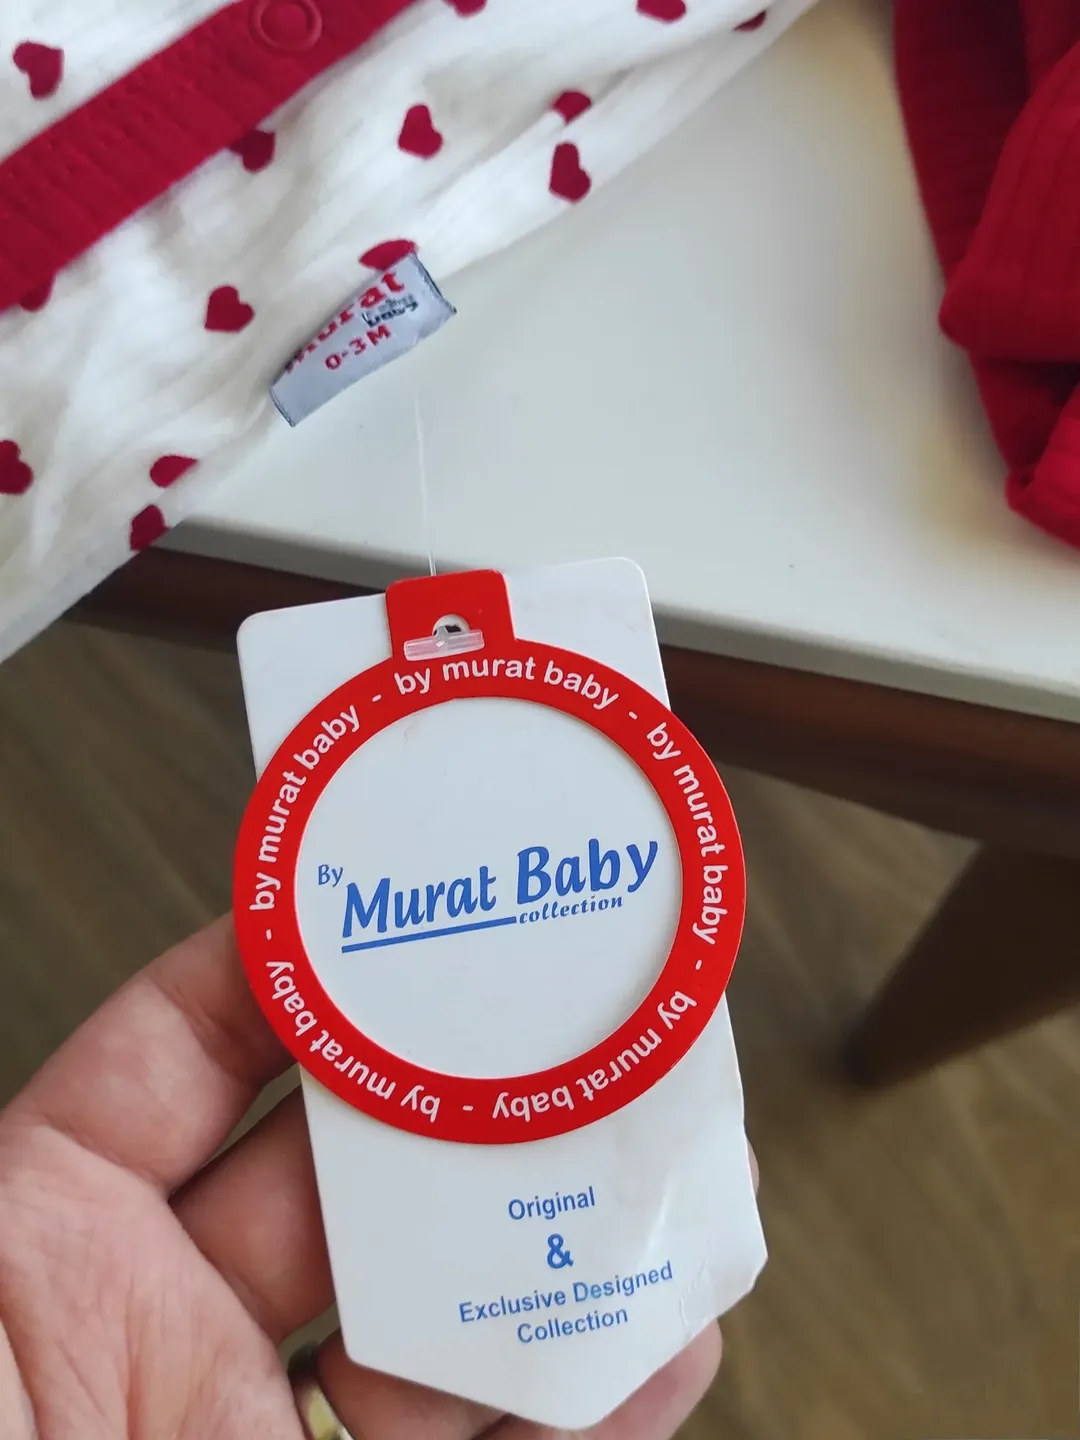 Murat
baby
0-3 M
by murat baby - by murat baby - by murat baby - by murat baby - by murat baby -
By
Murat Baby
collection
Original
&
Exclusive Designed
Collection